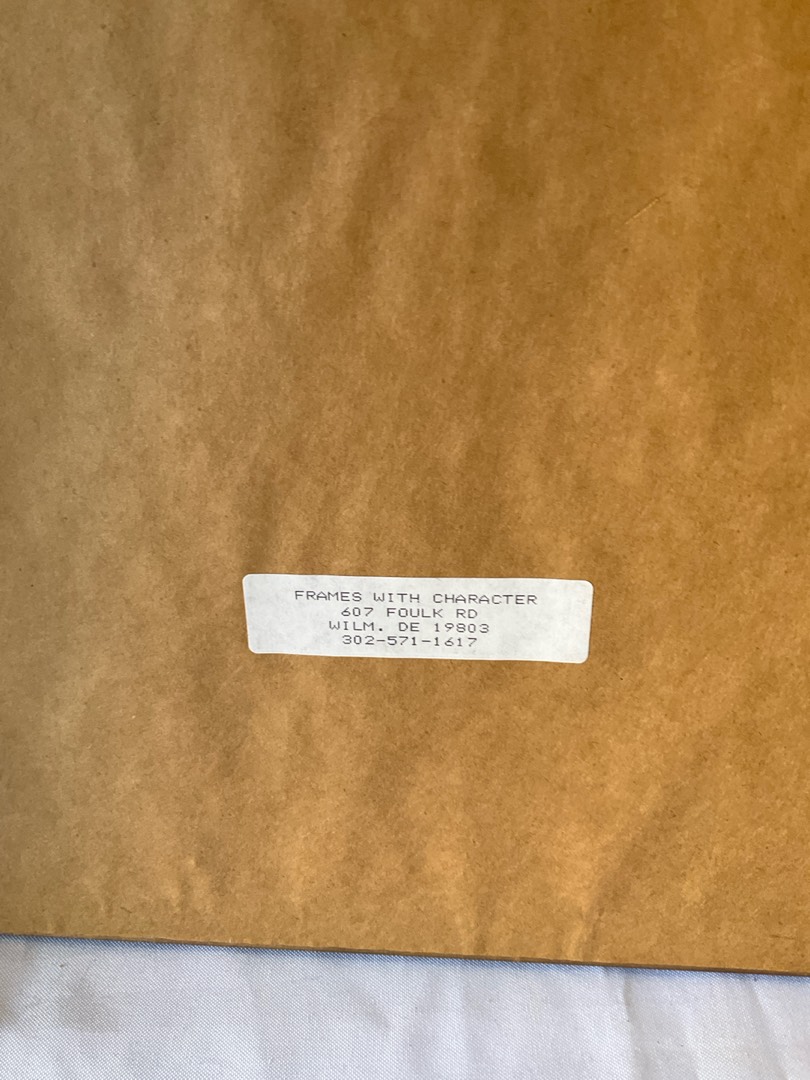 FRAMES WITH CHARACTER
607 FOULK RD
WILM. DE 19803
302-571-1617